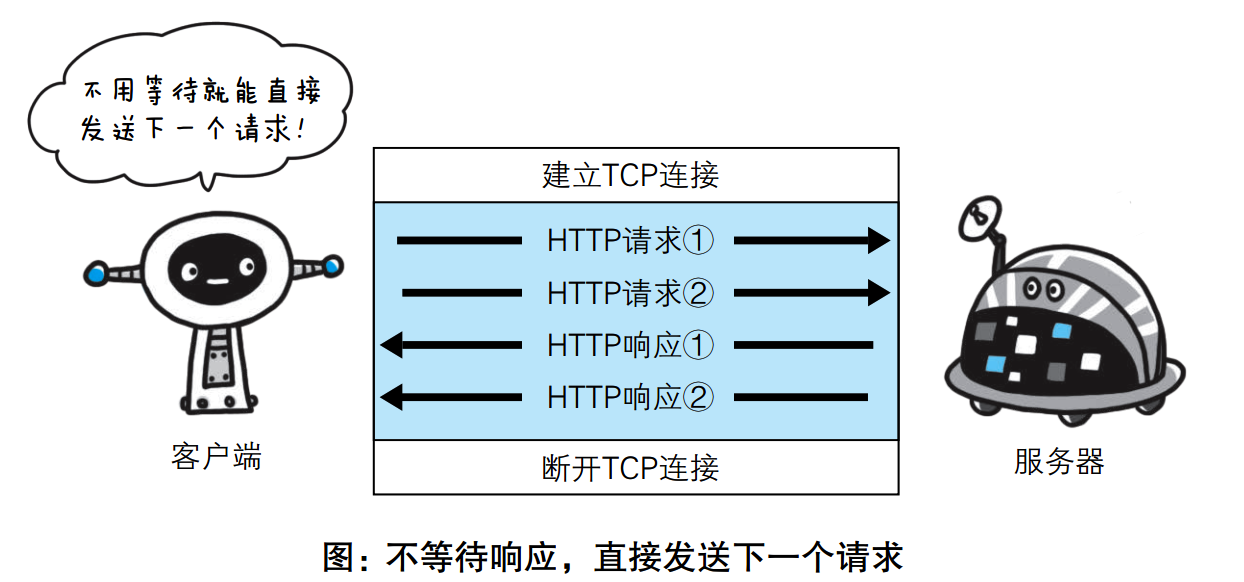 不用等待就能直接
发送下一个请求!
建立TCP连接
HTTP请求①
HTTP请求②
HTTP响应①
HTTP响应②
断开TCP连接
客户端
服务器
图：不等待响应，直接发送下一个请求